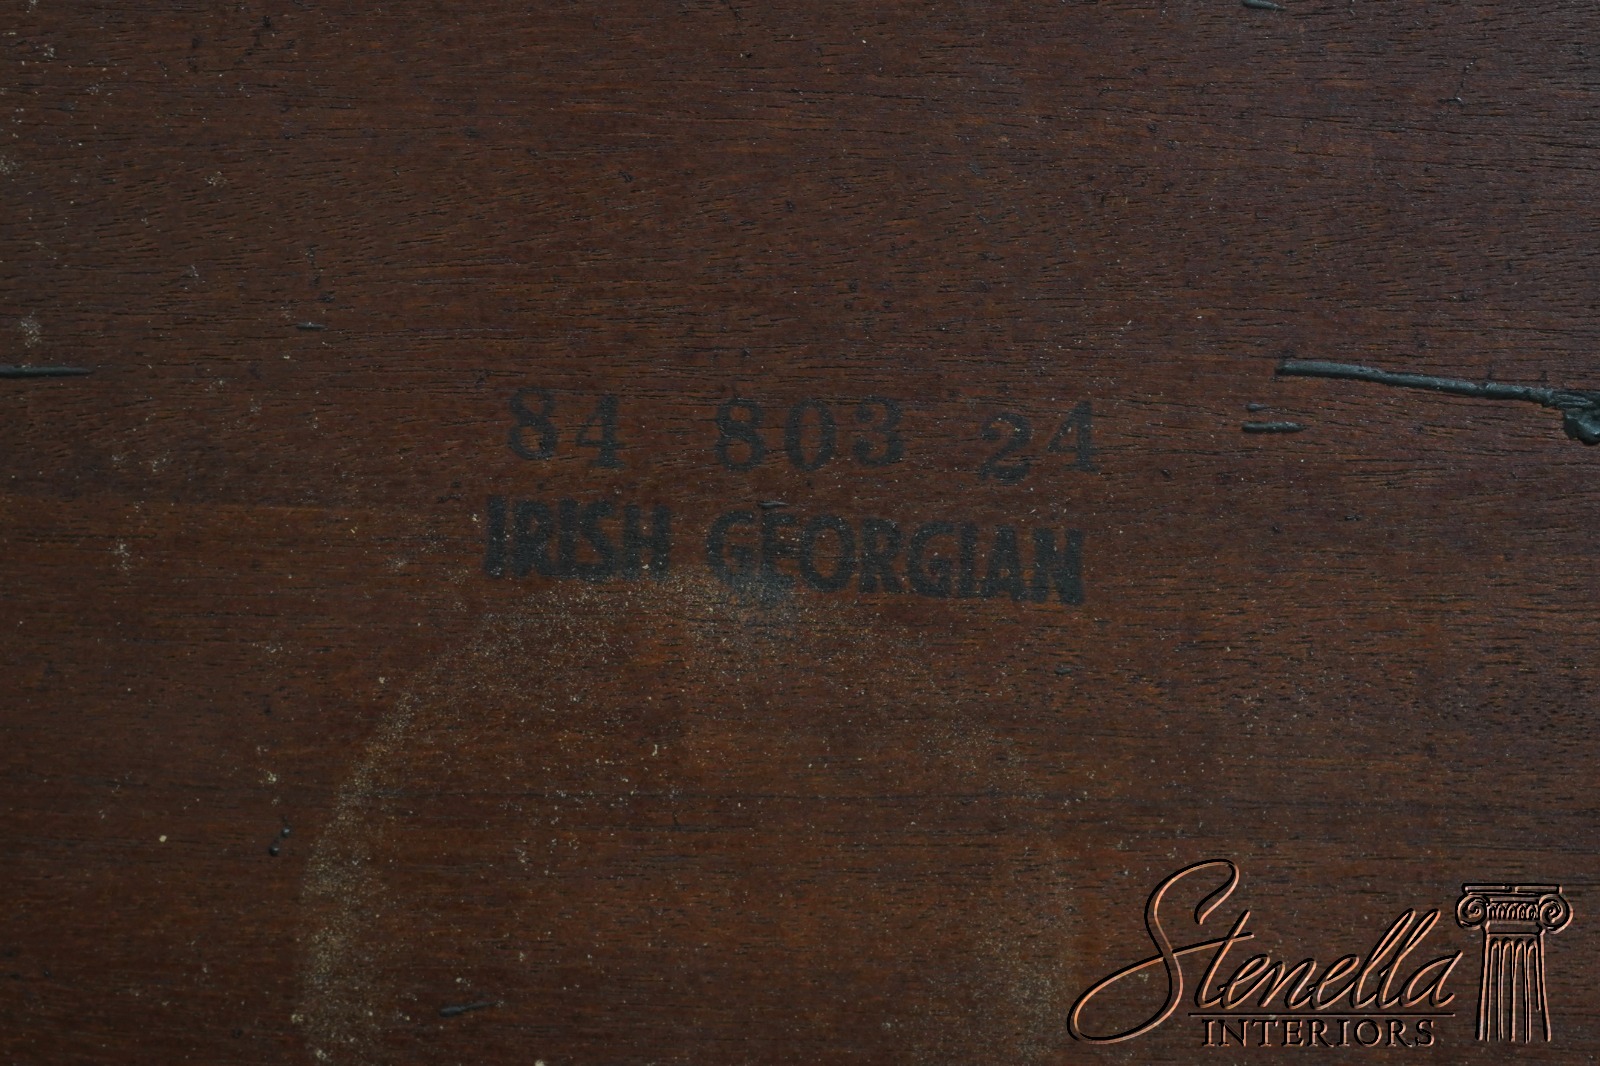 84 803 24
IRISH GEORGIAN
Stenella
INTERIORS